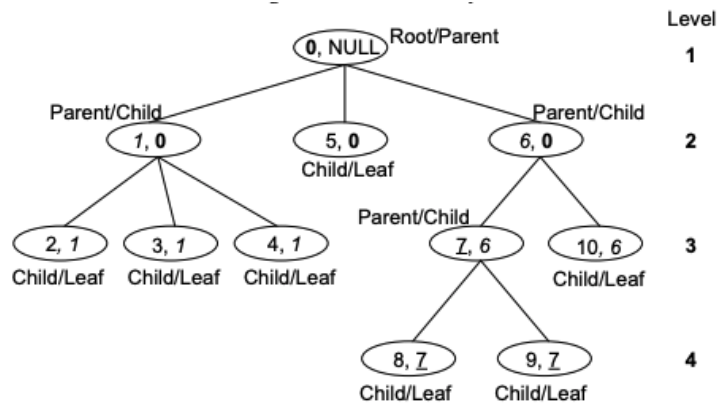 Level
0, NULL Root/Parent
1
Parent/Child Parent/Child
1, 0 5, 0 6, 0 2
Child/Leaf
Parent/Child
2, 1 3, 1 4, 1 7, 6 10, 6 3
Child/Leaf Child/Leaf Child/Leaf Child/Leaf
8, 7 9, 7 4
Child/Leaf Child/Leaf